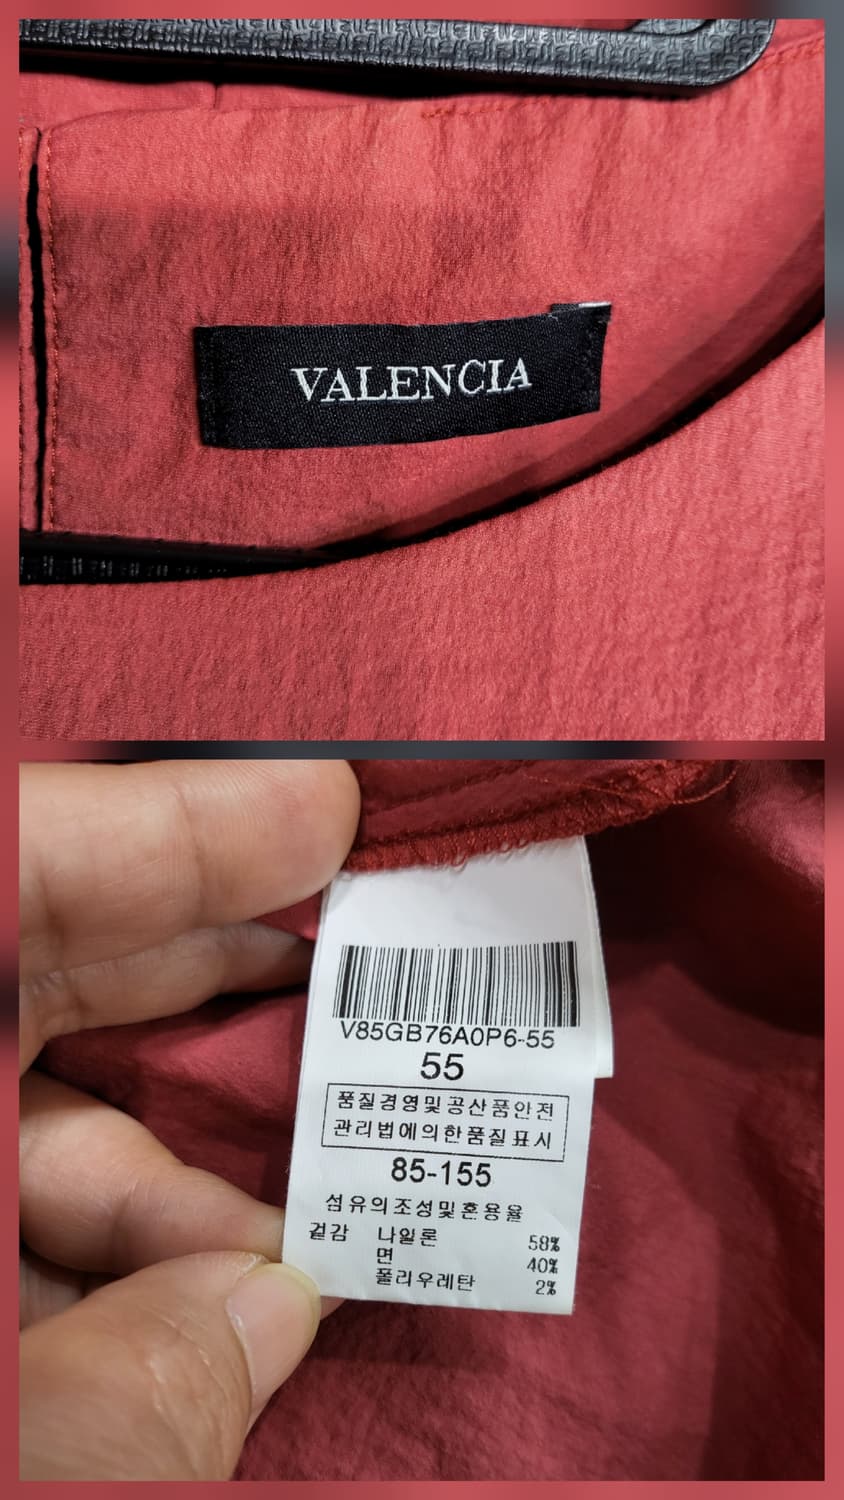 VALENCIA
V85GB76A0P6-55
55
품질경영및공산품안전
관리법에의한품질표시
85-155
섬유의조성및혼용율
겉감 나일론 58%
면 40%
폴리우레탄 2%